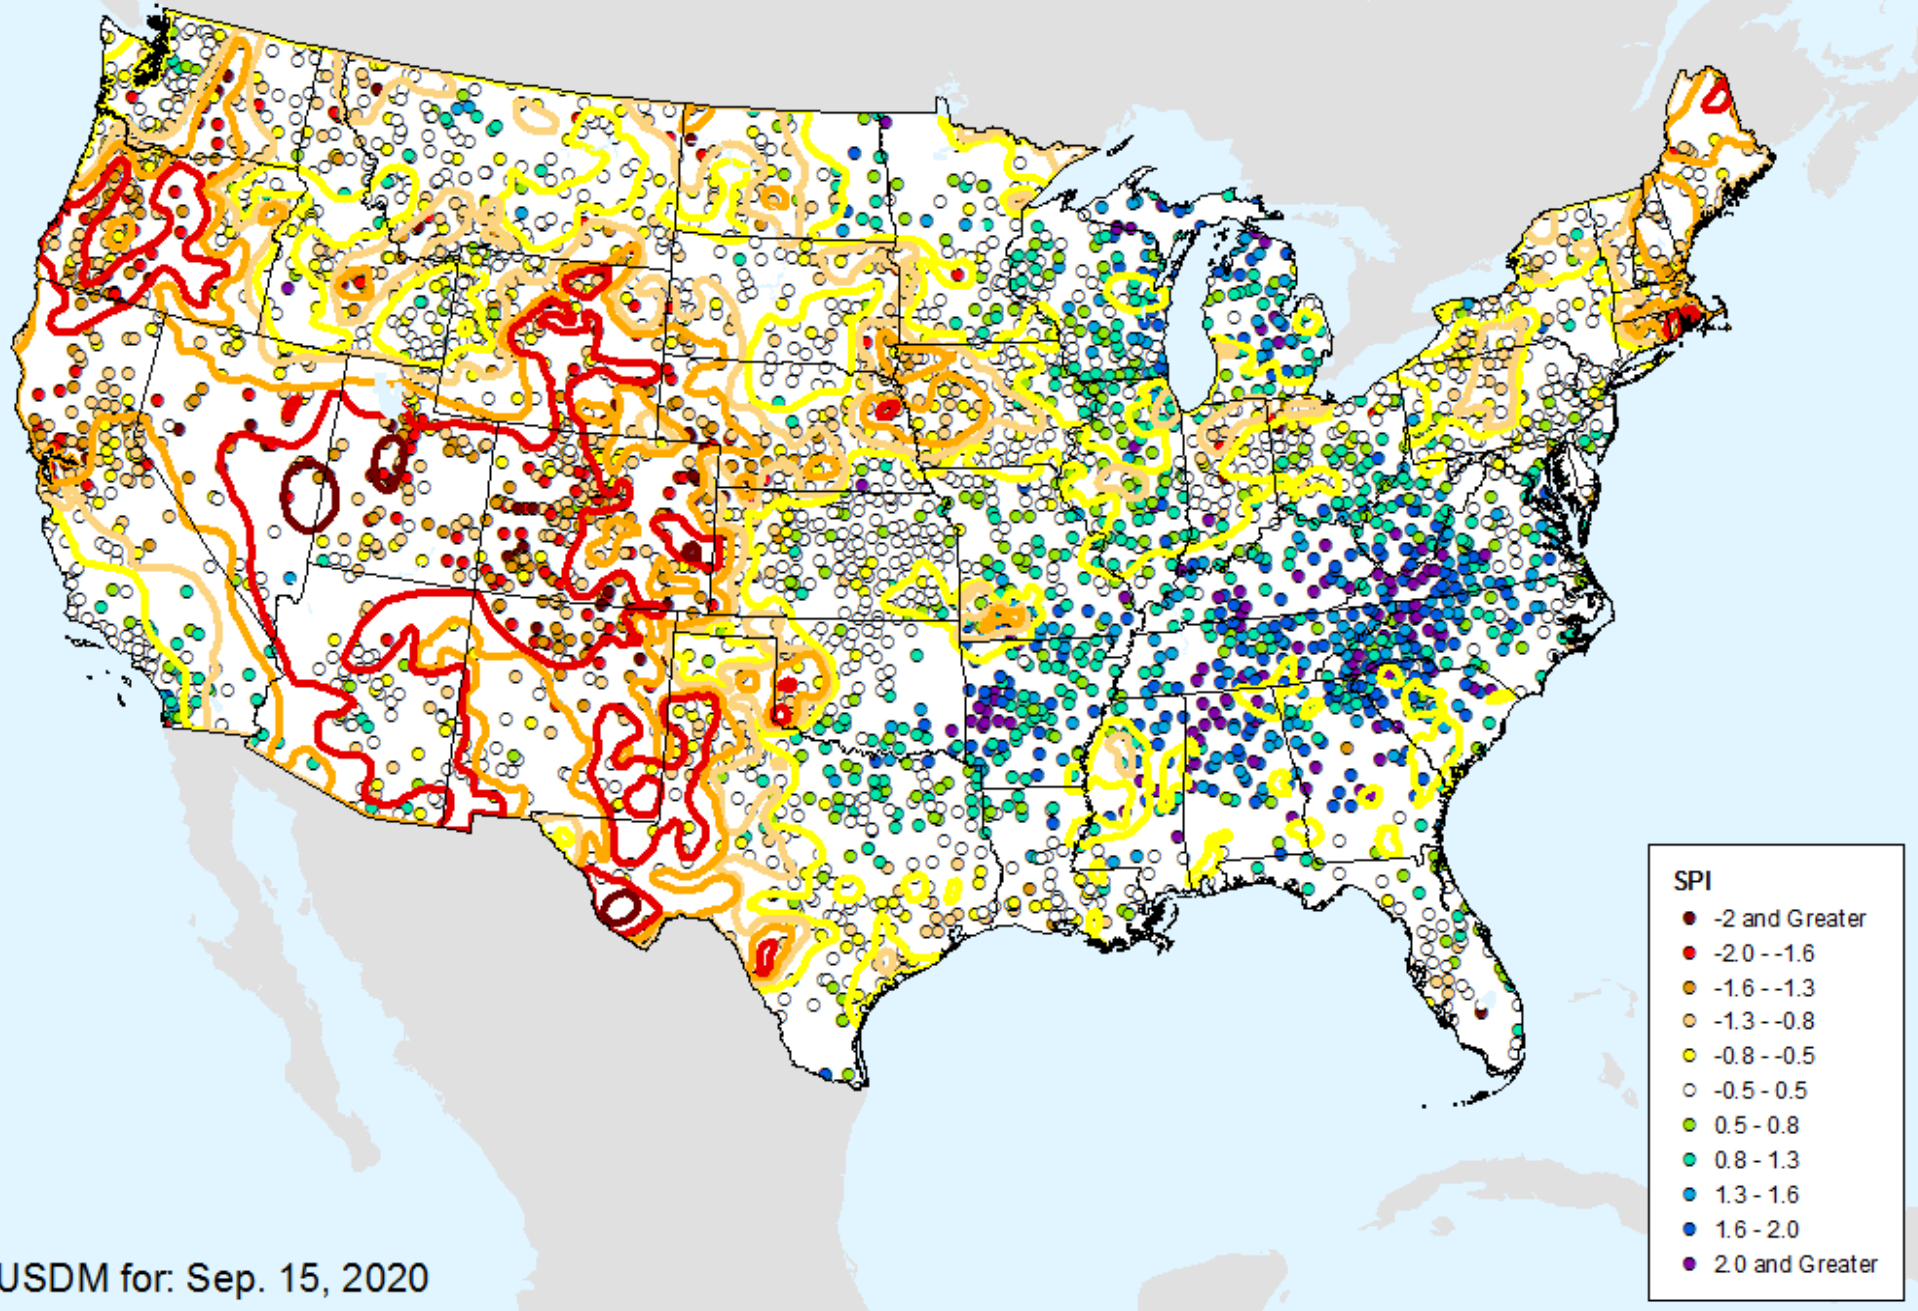 SPI
-2 and Greater
-2.0 - -1.6
-1.6 - -1.3
-1.3 - -0.8
-0.8 - -0.5
-0.5 - 0.5
0.5 - 0.8
0.8 - 1.3
1.3 - 1.6
1.6 - 2.0
2.0 and Greater
USDM for: Sep. 15, 2020